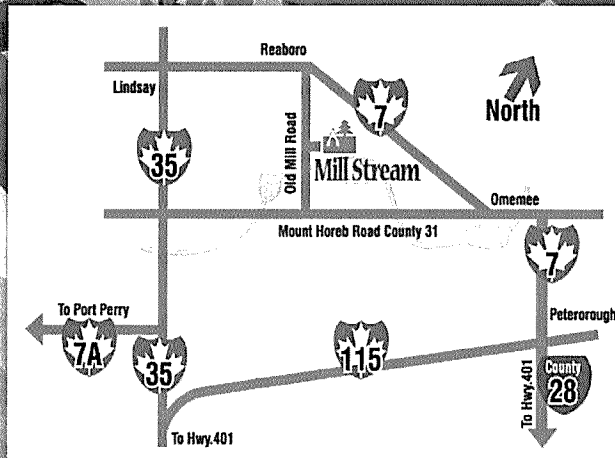 Reaboro
Lindsay
7
North
35
Old Mill Road
Mill Stream
Omemee
Mount Horeb Road County 31
7
To Port Perry
7A
35
115
Peterorough
County
28
To Hwy.401
To Hwy.401